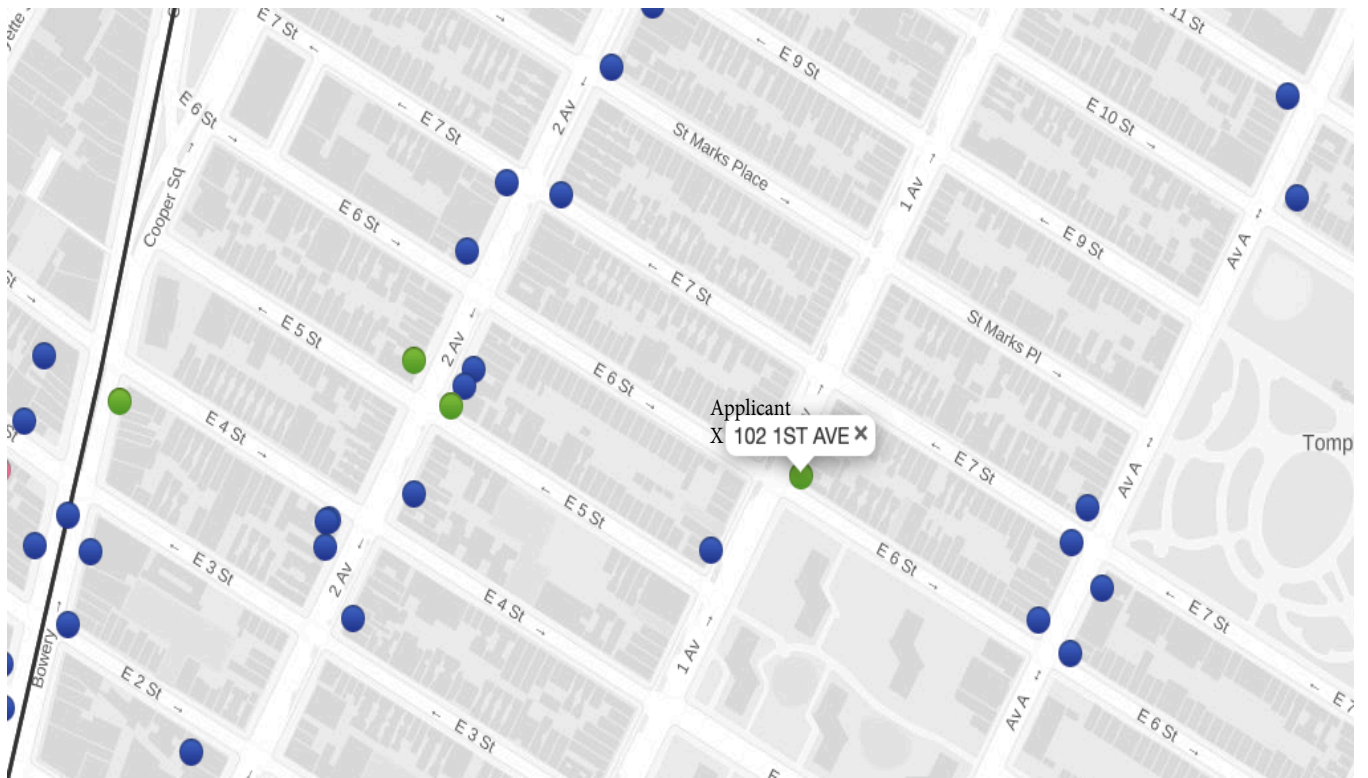 E 7 St
E 9 St
11 St
E 6 St
2 Av
E 7 St
St Marks Place
E 10 St
Cooper Sq
E 6 St
1 Av
E 9 St
Av A
St
E 5 St
2 Av
E 7 St
St Marks Pl
E 4 St
E 6 St
Applicant
X 102 1ST AVE ×
Tomp
St
E 7 St
Av A
E 5 St
E 3 St
2 Av
E 6 St
E 4 St
E 7 St
Bowery
1 Av
E 2 St
E 3 St
Av A
E 6 St
E 7
E